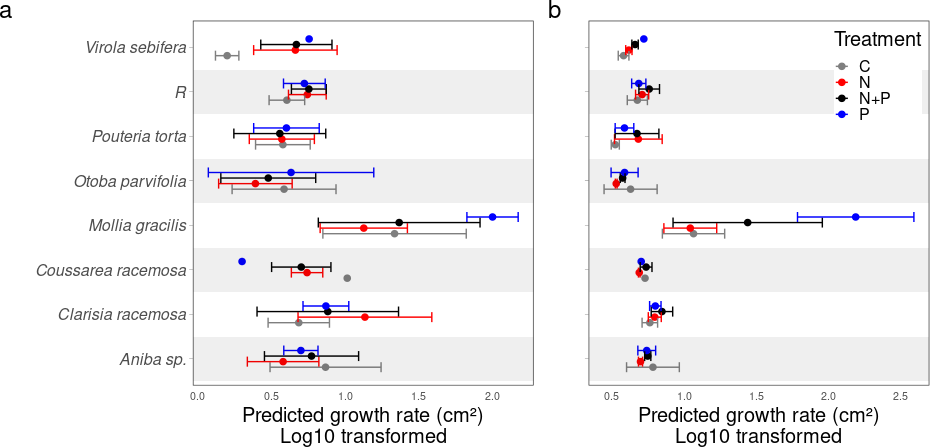 a
b
Virola sebifera
R
Pouteria torta
Otoba parvifolia
Mollia gracilis
Coussarea racemosa
Clarisia racemosa
Aniba sp.
0.0 0.5 1.0 1.5 2.0
Predicted growth rate (cm²)
Log10 transformed
Treatment
C
N
N+P
P
0.5 1.0 1.5 2.0 2.5
Predicted growth rate (cm²)
Log10 transformed